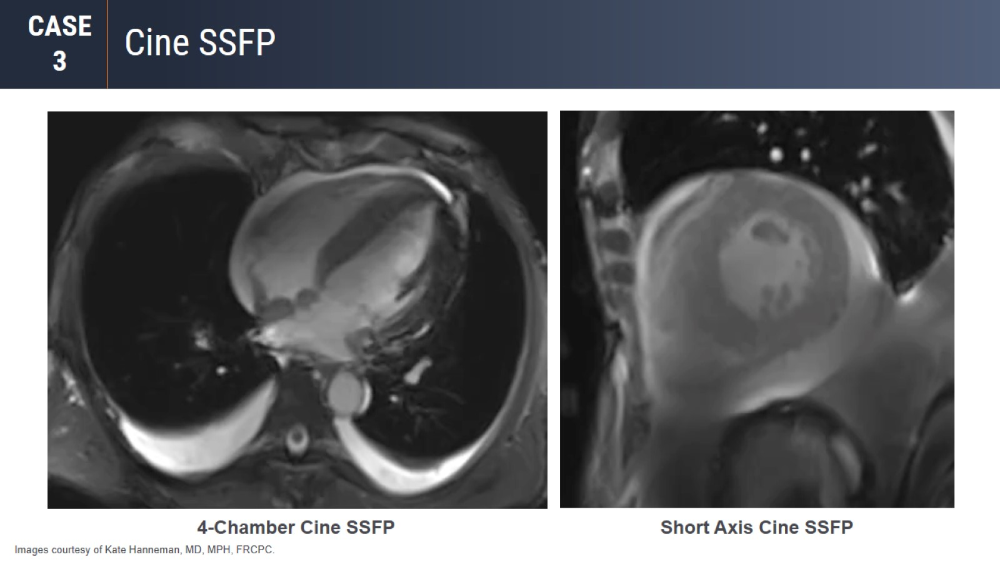 CASE
3
Cine SSFP
4-Chamber Cine SSFP
Short Axis Cine SSFP
Images courtesy of Kate Hanneman, MD, MPH, FRCPC.